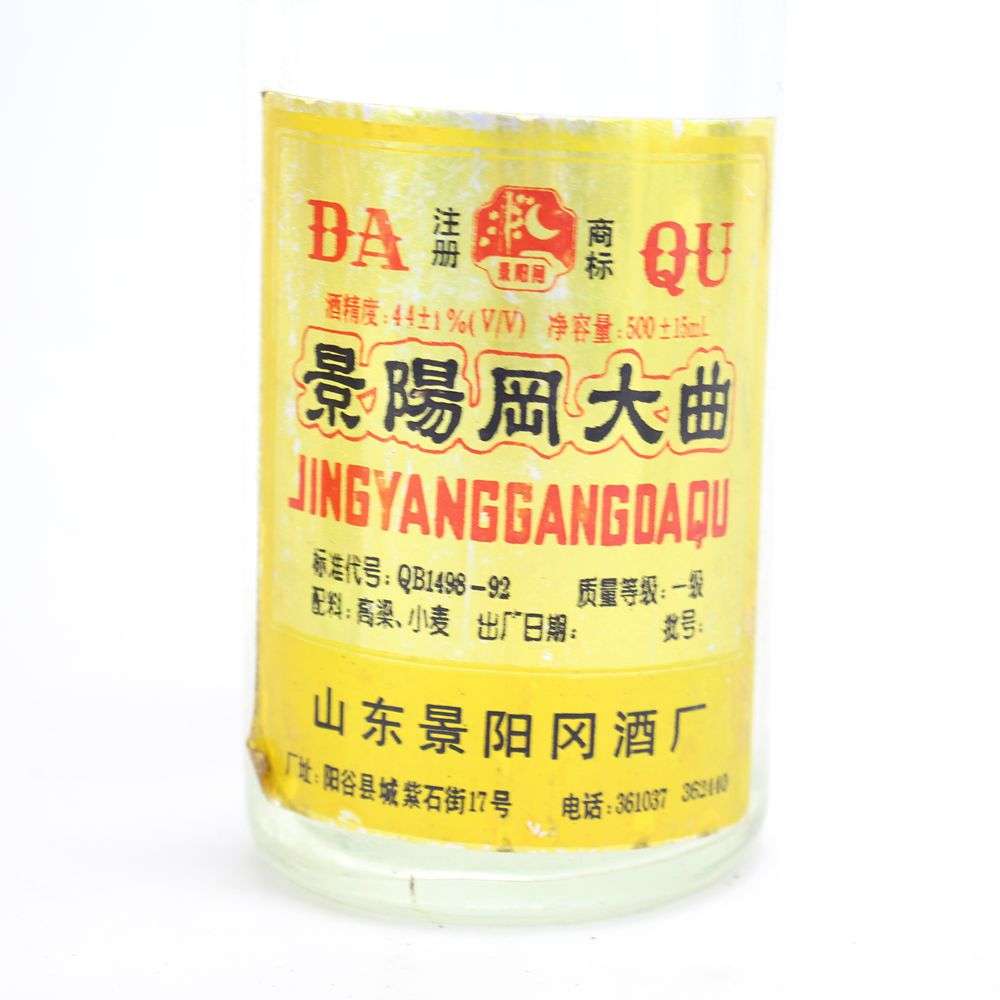 DA 注册 景阳冈 商标 QU
酒精度:44±1%(V/V) 净容量:500±15mL
景陽岡大曲
JINGYANGGANGDAQU
标准代号:QB1498-92 质量等级:一级
配料:高粱、小麦 出厂日期: 批号:
山东景阳冈酒厂
厂址:阳谷县城紫石街17号 电话:361037 362440